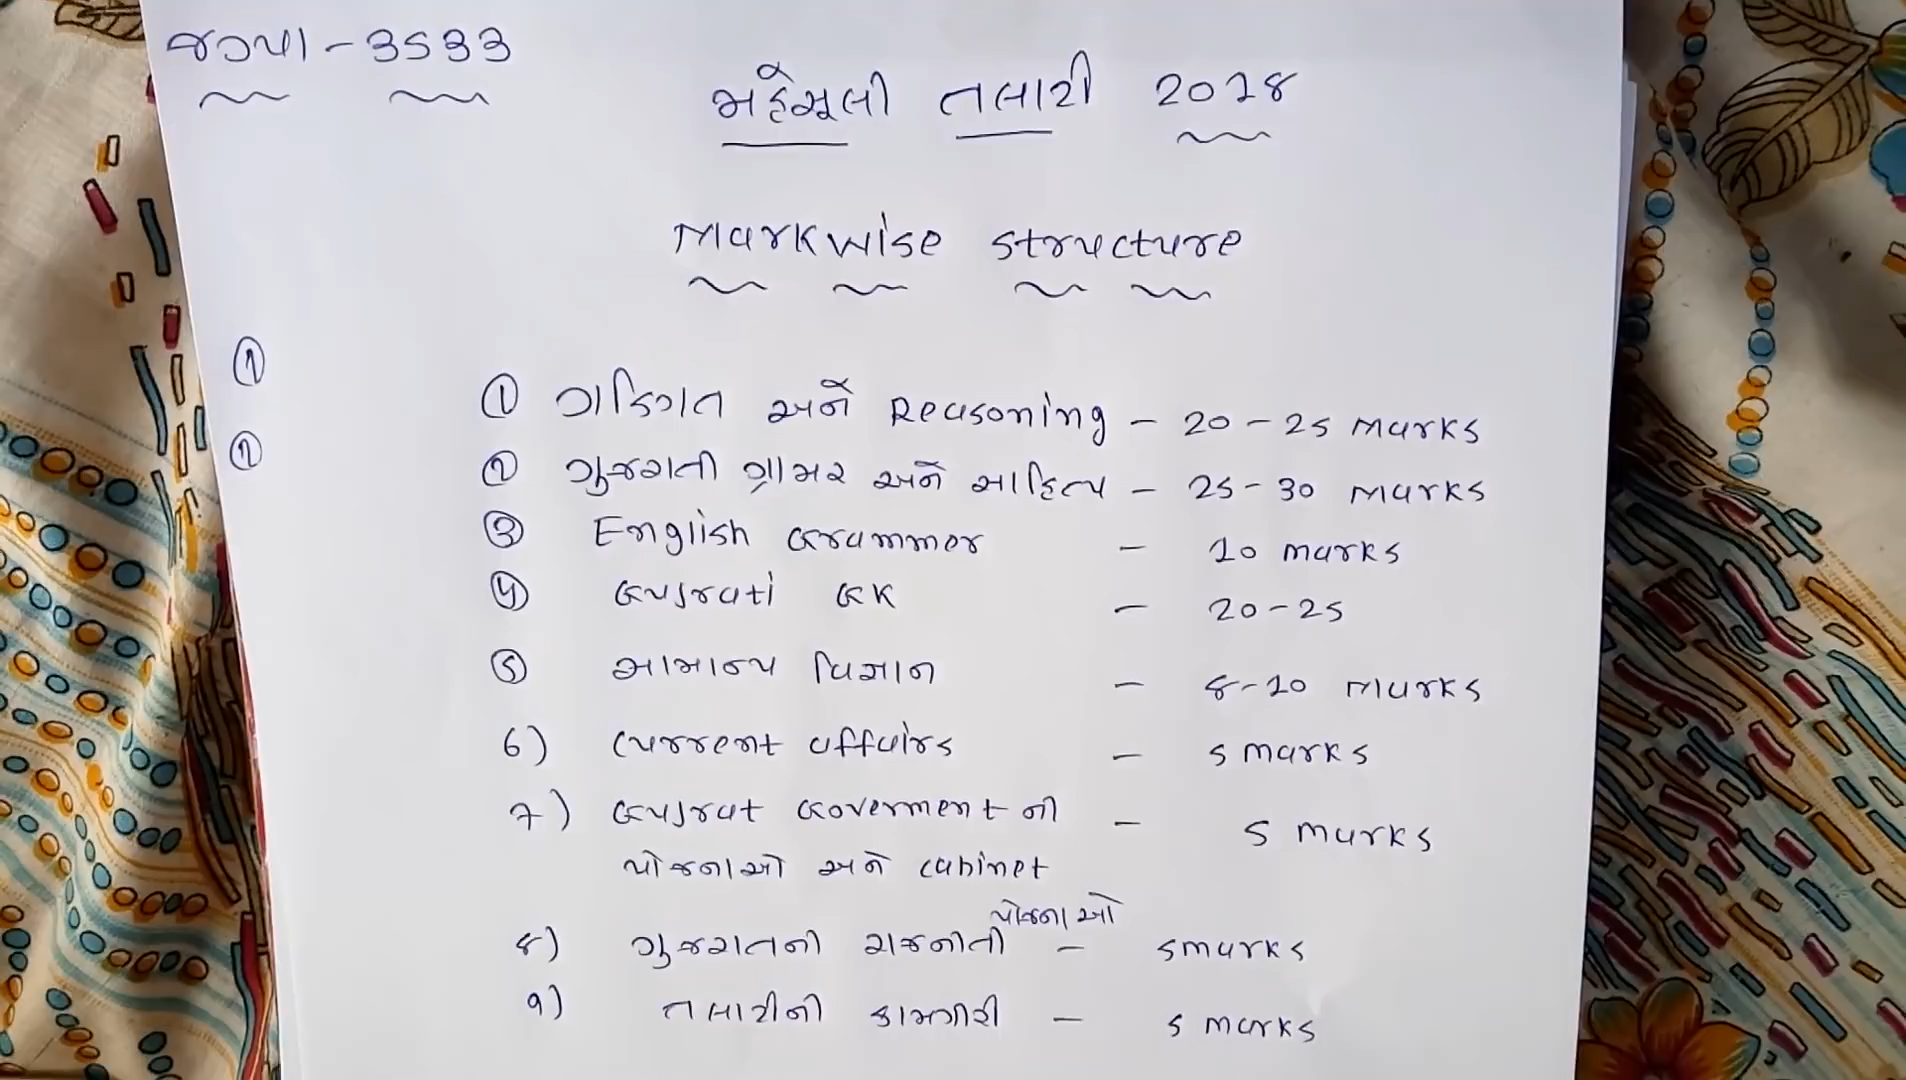 જગ્યા - 3533
મહેસૂલી તલાટી 2018
Markwise structure
①
② 
① ગણિત અને Reasoning - 20 - 25 Marks
② ગુજરાતી ગ્રામર અને સાહિત્ય - 25 - 30 Marks
③ English Grammer - 10 marks
④ Gujrati GK - 20 - 25
⑤ સામાન્ય વિજ્ઞાન - 8 - 10 Marks
6) Current affairs - 5 marks
7) Gujrat Goverment ની - 5 marks
યોજનાઓ અને cabinet
યોજનાઓ
8) ગુજરાતની રાજનીતી - 5 marks
9) તલાટીની કામગીરી - 5 marks